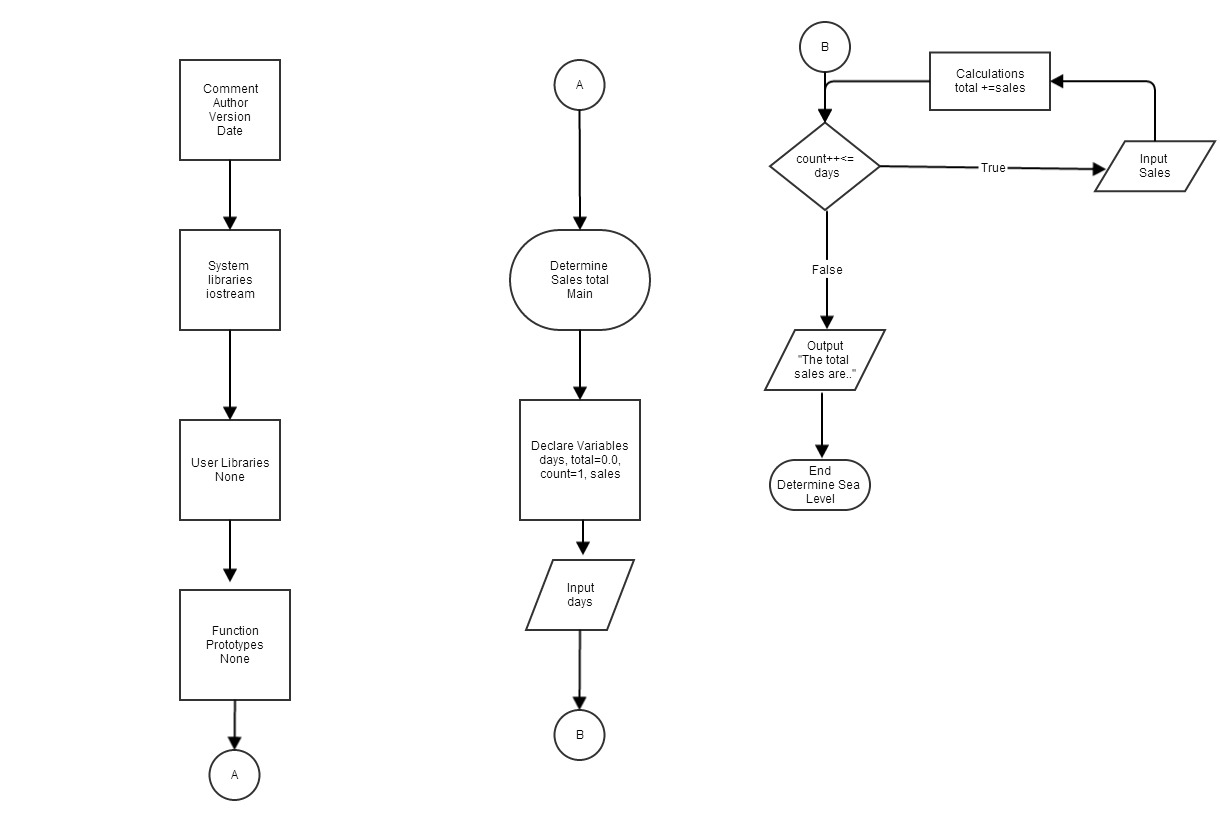 Comment
Author
Version
Date
System
libraries
iostream
User Libraries
None
Function
Prototypes
None
A
A
Determine
Sales total
Main
Declare Variables
days, total=0.0,
count=1, sales
Input
days
B
B
Calculations
total +=sales
count++<=
days
True
Input
Sales
False
Output
"The total
sales are.."
End
Determine Sea
Level